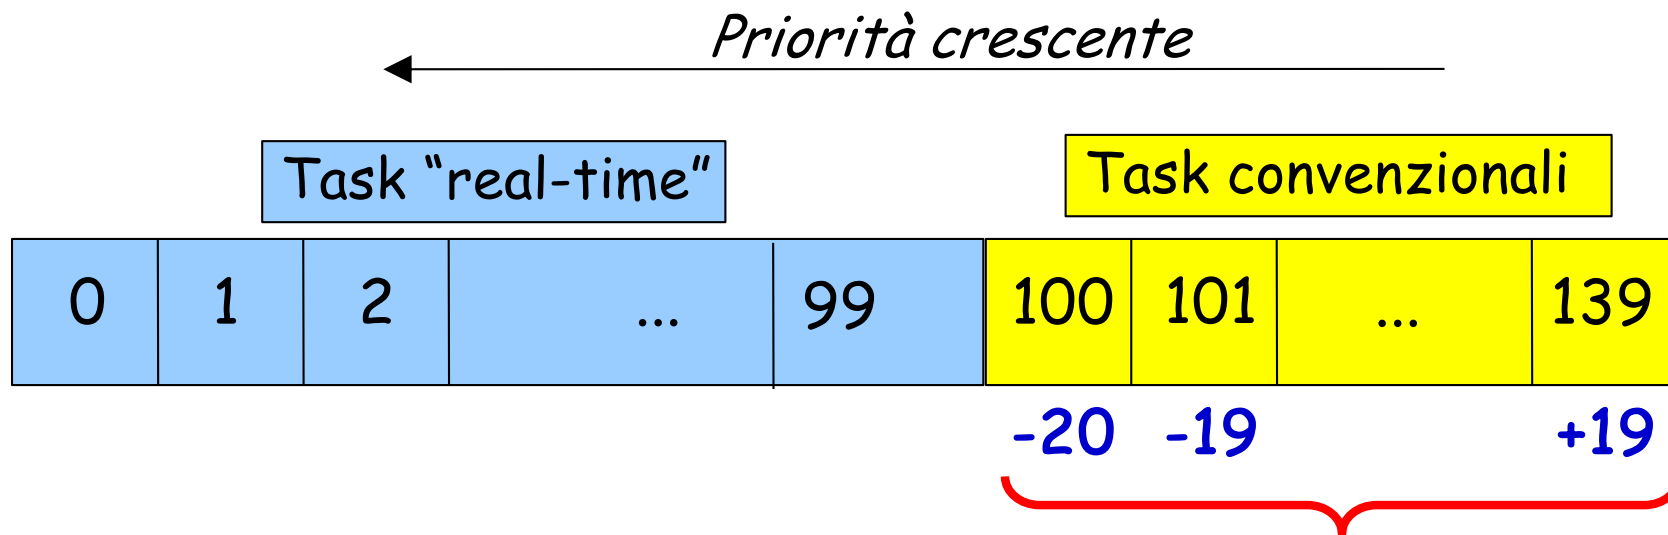 Priorità crescente
Task “real-time”
Task convenzionali
0 1 2 ... 99 100 101 ... 139
-20 -19 +19